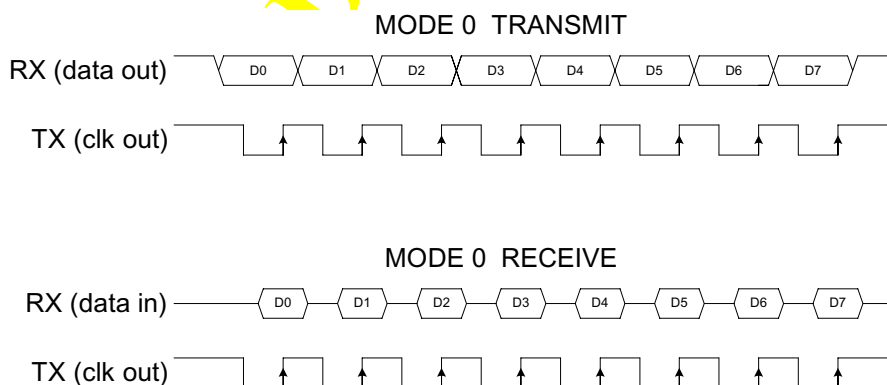 MODE 0 TRANSMIT
RX (data out) D0 D1 D2 D3 D4 D5 D6 D7
TX (clk out)
MODE 0 RECEIVE
RX (data in) D0 D1 D2 D3 D4 D5 D6 D7
TX (clk out)